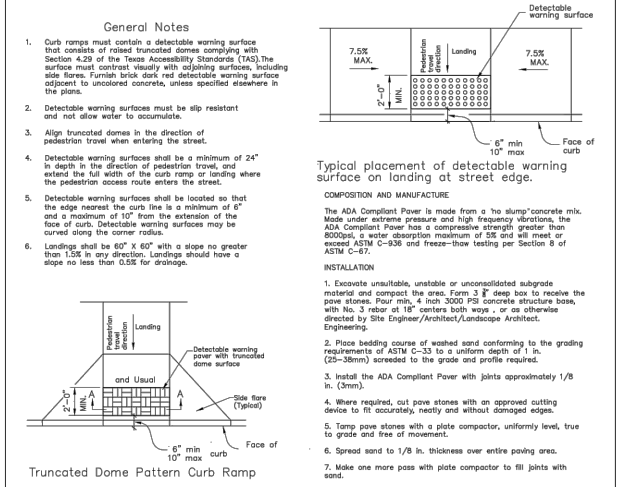 General Notes
1. Curb ramps must contain a detectable warning surface
that consists of raised truncated domes complying with
Section 4.29 of the Texas Accessibility Standards (TAS).The
surface must contrast visually with adjoining surfaces, including
side flares. Furnish brick dark red detectable warning surface
adjacent to uncolored concrete, unless specified elsewhere in
the plans.
2. Detectable warning surfaces must be slip resistant
and not allow water to accumulate.
3. Align truncated domes in the direction of
pedestrian travel when entering the street.
4. Detectable warning surfaces shall be a minimum of 24"
in depth in the direction of pedestrian travel, and
extend the full width of the curb ramp or landing where
the pedestrian access route enters the street.
5. Detectable warning surfaces shall be located so that
the edge nearest the curb line is a minimum of 6"
and a maximum of 10" from the extension of the
face of curb. Detectable warning surfaces may be
curved along the corner radius.
6. Landings shall be 60" X 60" with a slope no greater
than 1.5% in any direction. Landings should have a
slope no less than 0.5% for drainage.
Pedestrian
travel
direction
Landing
Detectable warning
paver with truncated
dome surface
and Usual
2'-0"
MIN.
A
A
Side flare
(Typical)
6" min
10" max
curb
Face of
Truncated Dome Pattern Curb Ramp
Detectable
warning surface
7.5%
MAX.
Pedestrian
travel
direction
Landing
7.5%
MAX.
2'-0"
MIN.
6" min
10" max
Face of
curb
Typical placement of detectable warning
surface on landing at street edge.
COMPOSITION AND MANUFACTURE
The ADA Compliant Paver is made from a "no slump"concrete mix.
Made under extreme pressure and high frequency vibrations, the
ADA Compliant Paver has a compressive strength greater than
8000psi, a water absorption maximum of 5% and will meet or
exceed ASTM C-936 and freeze-thaw testing per Section 8 of
ASTM C-67.
INSTALLATION
1. Excavate unsuitable, unstable or unconsolidated subgrade
material and compact the area. Form 3 deep box to receive the
pave stones. Pour min, 4 inch 3000 PSI concrete structure base,
with No. 3 rebar at 18" centers both ways , or as otherwise
directed by Site Engineer/Architect/Landscape Architect.
Engineering.
2. Place bedding course of washed sand conforming to the grading
requirements of ASTM C-33 to a uniform depth of 1 in.
(25-38mm) screeded to the grade and profile required.
3. Install the ADA Compliant Paver with joints approximately 1/8
in. (3mm).
4. Where required, cut pave stones with an approved cutting
device to fit accurately, neatly and without damaged edges.
5. Tamp pave stones with a plate compactor, uniformly level, true
to grade and free of movement.
6. Spread sand to 1/8 in. thickness over entire paving area.
7. Make one more pass with plate compactor to fill joints with
sand.